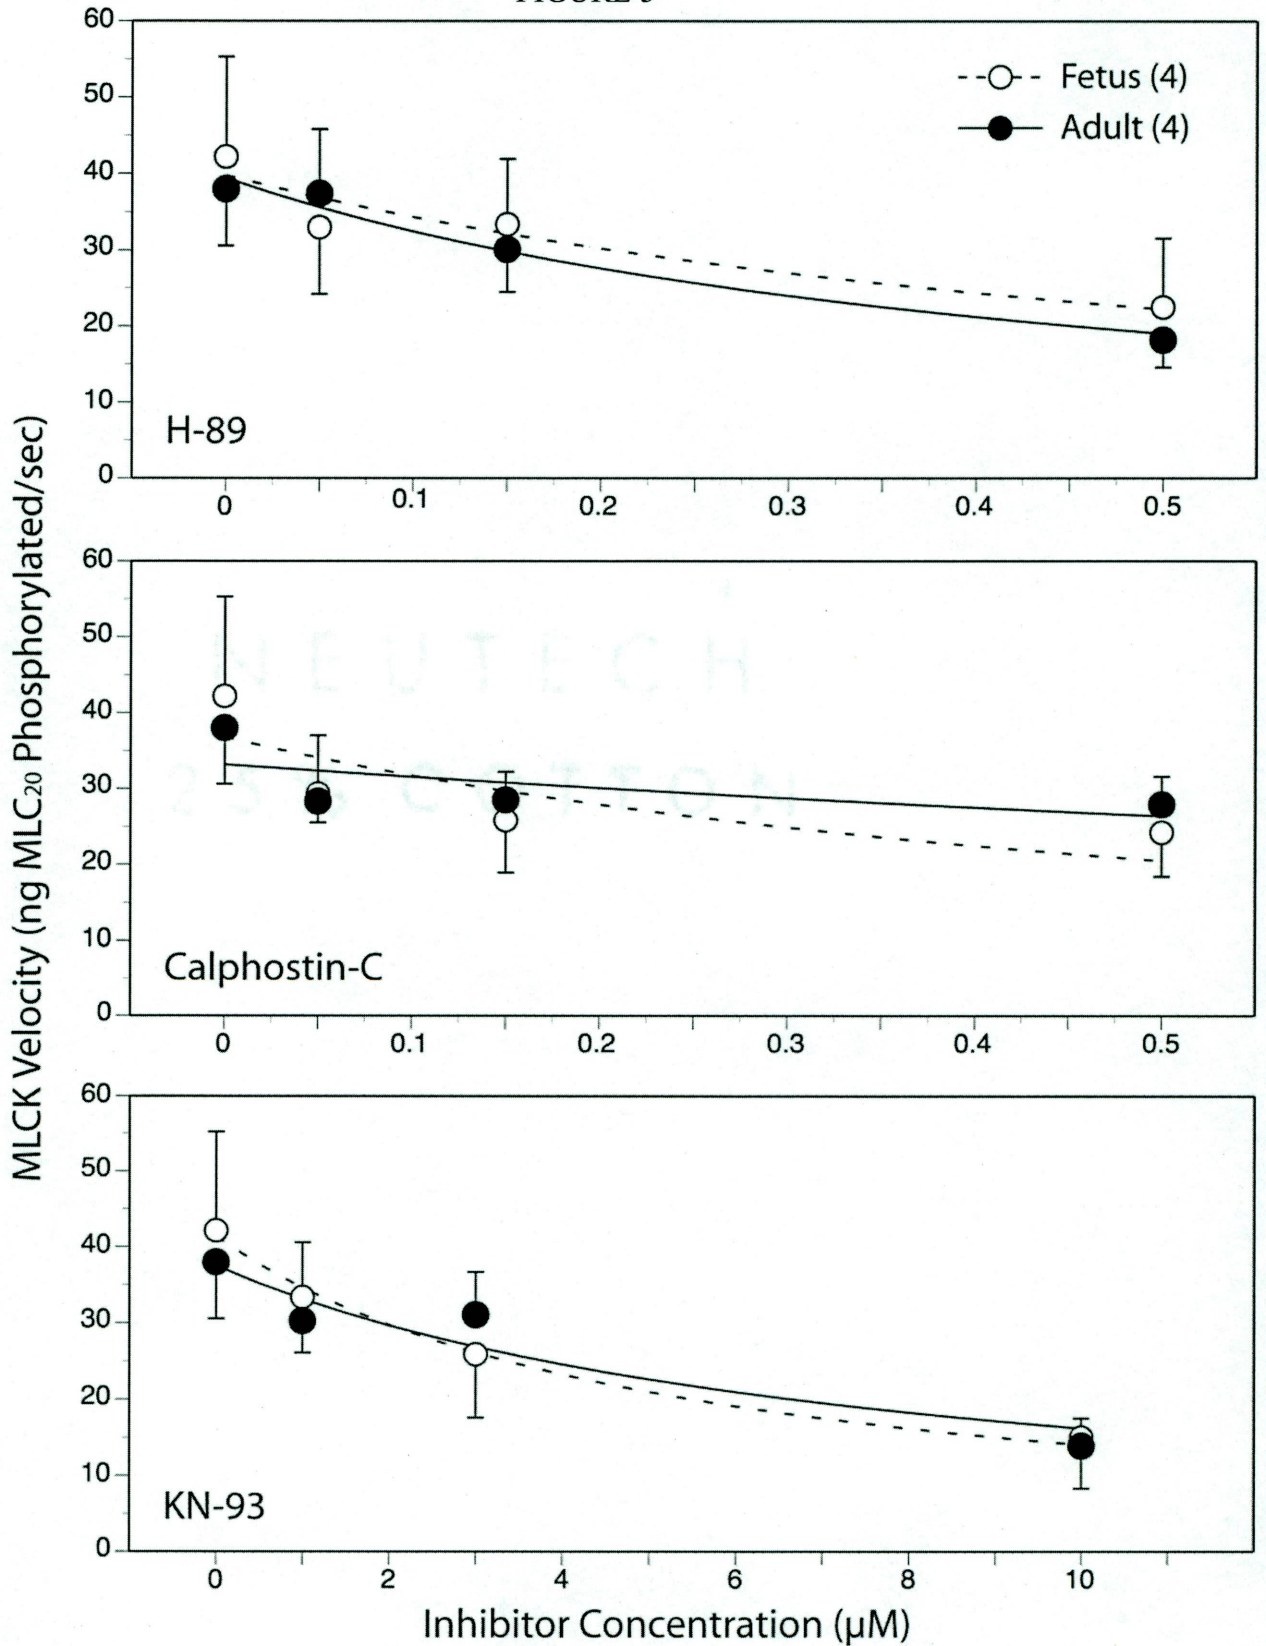 FIGURE
60
50
40
30
20
10
0
Fetus (4)
Adult (4)
H-89
0 0.1 0.2 0.3 0.4 0.5
60
50
40
30
20
10
0
Calphostin-C
0 0.1 0.2 0.3 0.4 0.5
60
50
40
30
20
10
0
KN-93
0 2 4 6 8 10
Inhibitor Concentration (μM)
MLCK Velocity (ng MLC₂₀ Phosphorylated/sec)